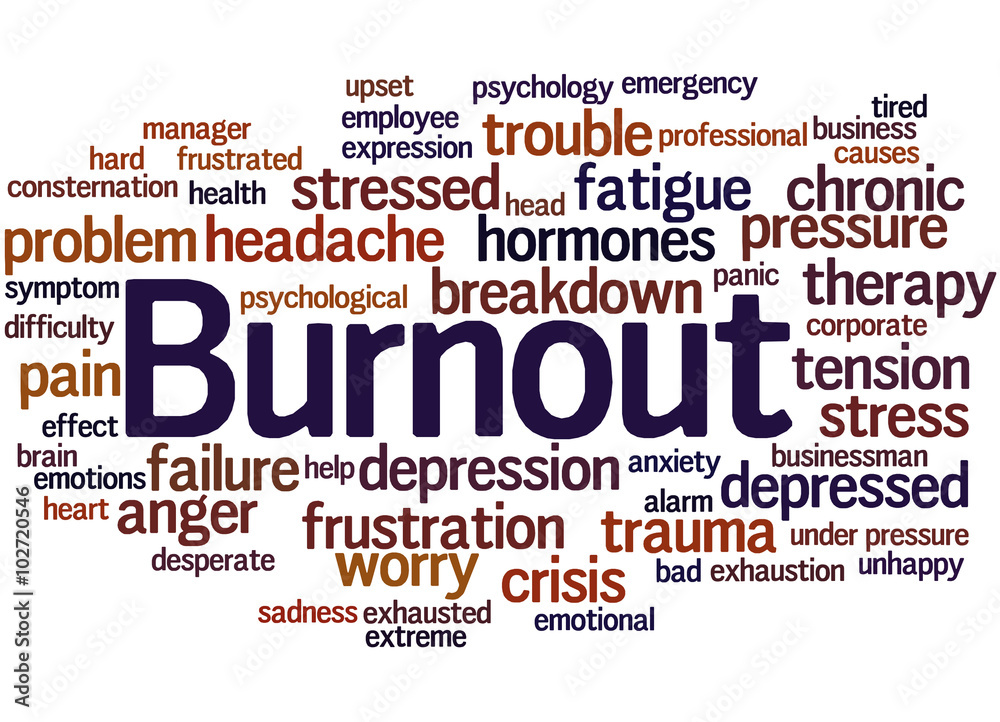 upset
psychology
emergency
tired
employee
manager
trouble
professional
business
expression
hard
frustrated
causes
consternation
health
stressed
head
fatigue
chronic
problem
headache
hormones
pressure
symptom
psychological
breakdown
panic
therapy
difficulty
Burnout
corporate
pain
tension
effect
stress
brain
emotions
failure
help
depression
anxiety
businessman
depressed
heart
anger
frustration
alarm
trauma
under pressure
desperate
worry
crisis
bad
exhaustion
unhappy
sadness
exhausted
emotional
extreme
Adobe Stock | #102720546